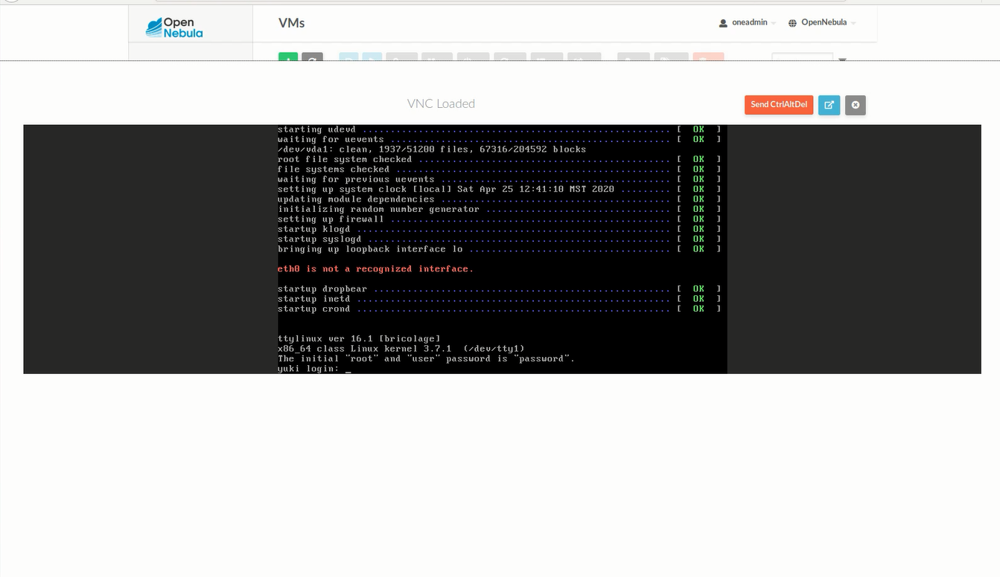 Open
Nebula
VMs
oneadmin
OpenNebula
VNC Loaded
Send CtrlAltDel
starting udevd ....................................................... [  OK  ]
waiting for uevents .................................................. [  OK  ]
/dev/vda1: clean, 1937/51200 files, 67316/204592 blocks
root file system checked ............................................. [  OK  ]
file systems checked ................................................. [  OK  ]
waiting for previous uevents ......................................... [  OK  ]
setting up system clock [local] Sat Apr 25 12:41:10 MST 2020 ......... [  OK  ]
updating module dependencies ......................................... [  OK  ]
initializing random number generator ................................. [  OK  ]
setting up firewall .................................................. [  OK  ]
startup klogd ........................................................ [  OK  ]
startup syslogd ...................................................... [  OK  ]
bringing up loopback interface lo .................................... [  OK  ]
eth0 is not a recognized interface.
startup dropbear ..................................................... [  OK  ]
startup inetd ........................................................ [  OK  ]
startup crond ........................................................ [  OK  ]
ttylinux ver 16.1 [bricolage]
x86_64 class Linux kernel 3.7.1  (/dev/tty1)
The initial "root" and "user" password is "password".
yuki login: _